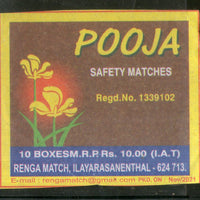 POOJA
SAFETY MATCHES
Regd.No. 1339102
10 BOXESM.R.P. Rs. 10.00 (I.A.T)
RENGA MATCH, ILAYARASANENTHAL - 624 713.
E-mail : rengamatch@gmail.com PKD. ON : Nov/2021